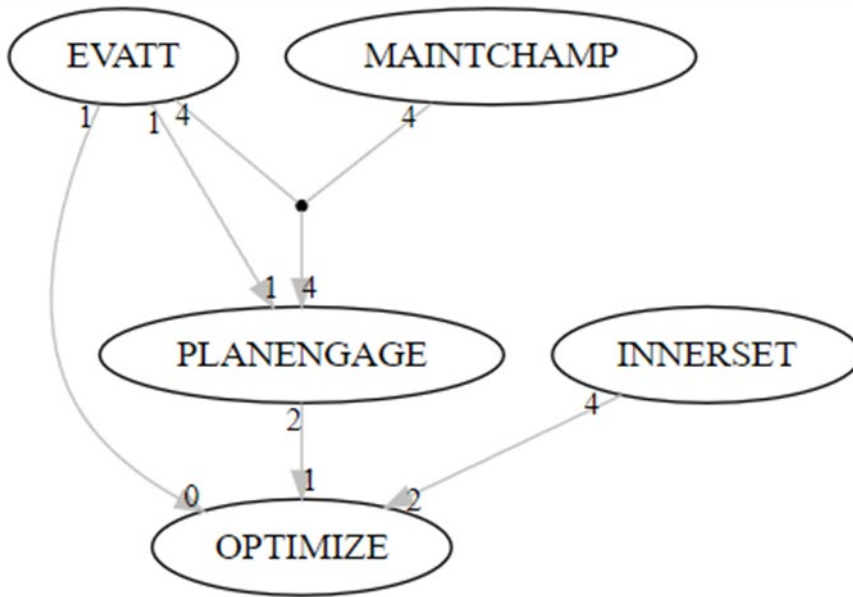 EVATT MAINTCHAMP
1 1 4 4
1 4
PLANENGAGE INNERSET
2 4
0 1 2
OPTIMIZE